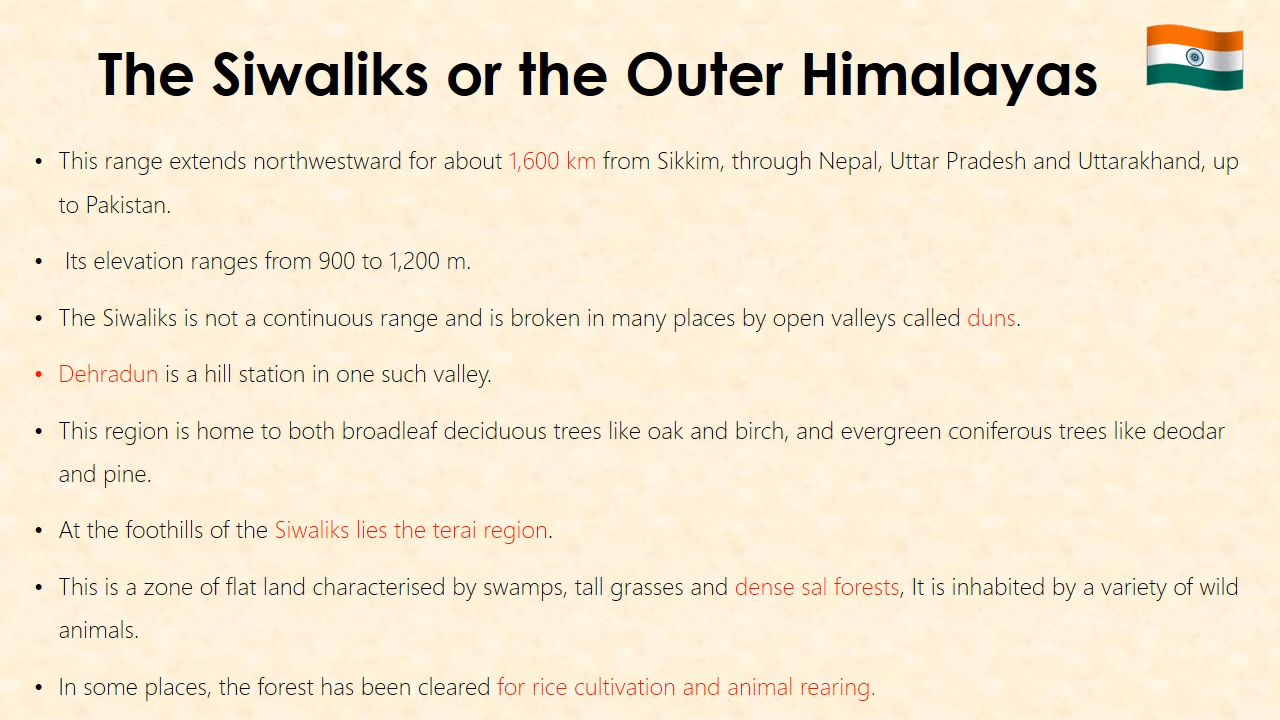 The Siwaliks or the Outer Himalayas
• This range extends northwestward for about 1,600 km from Sikkim, through Nepal, Uttar Pradesh and Uttarakhand, up
to Pakistan.
• Its elevation ranges from 900 to 1,200 m.
• The Siwaliks is not a continuous range and is broken in many places by open valleys called duns.
• Dehradun is a hill station in one such valley.
• This region is home to both broadleaf deciduous trees like oak and birch, and evergreen coniferous trees like deodar
and pine.
• At the foothills of the Siwaliks lies the terai region.
• This is a zone of flat land characterised by swamps, tall grasses and dense sal forests, It is inhabited by a variety of wild
animals.
• In some places, the forest has been cleared for rice cultivation and animal rearing.